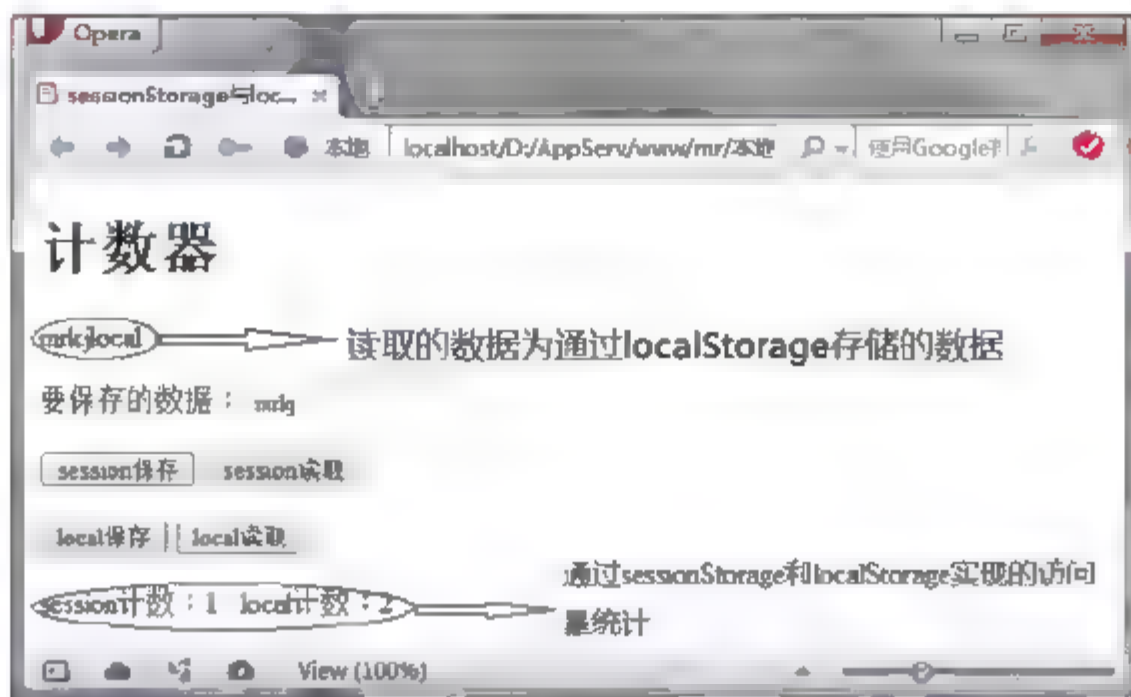 Opera
sessionStorage与loc...
本地 localhost/D:/AppServ/www/mr/本地 使用Google
计数器
mrkjlocal
读取的数据为通过localStorage存储的数据
要保存的数据：
session保存 session读取
local保存 local读取
session计数：1 local计数：2
通过sessionStorage和localStorage实现的访问
量统计
View (100%)